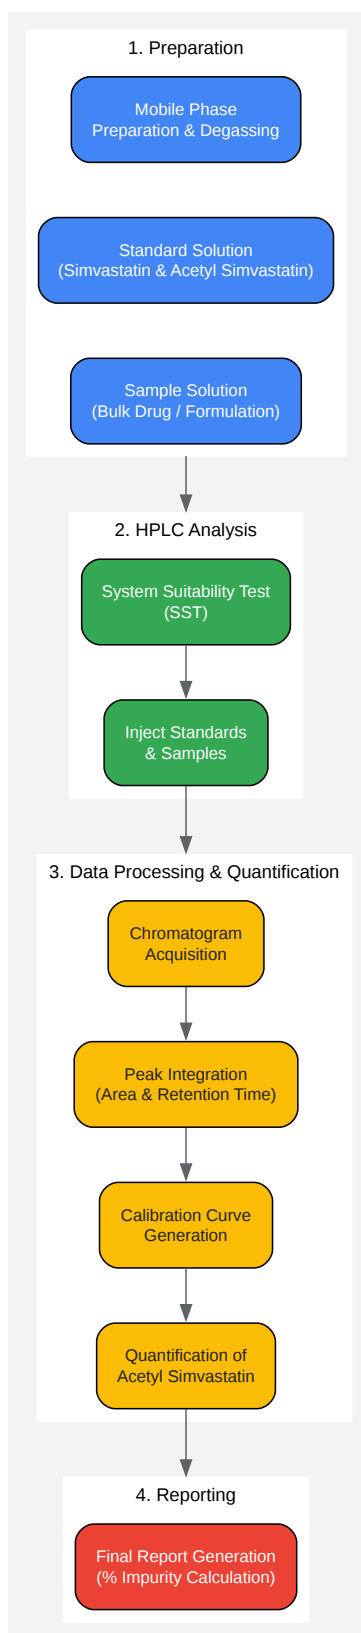 1. Preparation
Mobile Phase
Preparation & Degassing
Standard Solution
(Simvastatin & Acetyl Simvastatin)
Sample Solution
(Bulk Drug / Formulation)
2. HPLC Analysis
System Suitability Test
(SST)
Inject Standards
& Samples
3. Data Processing & Quantification
Chromatogram
Acquisition
Peak Integration
(Area & Retention Time)
Calibration Curve
Generation
Quantification of
Acetyl Simvastatin
4. Reporting
Final Report Generation
(% Impurity Calculation)